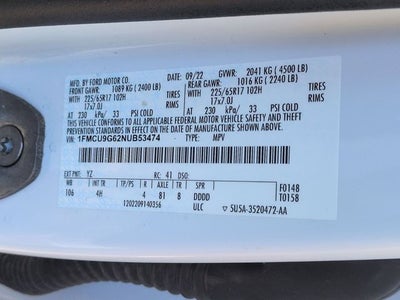 MFD. BY FORD MOTOR CO. 09/22 GVWR: 2041 KG (4500 LB)
FRONT GAWR: 1089 KG (2400 LB) REAR GAWR: 1016 KG (2240 LB)
WITH 225/65R17 102H TIRES WITH 225/65R17 102H TIRES
17x7.0J 17x7.0J
AT 230 kPa/ 33 PSI COLD AT 230 kPa/ 33 PSI COLD
THIS VEHICLE CONFORMS TO ALL APPLICABLE FEDERAL MOTOR VEHICLE SAFETY, BUMPER, AND THEFT
PREVENTION STANDARDS IN EFFECT ON THE DATE OF MANUFACTURE SHOWN ABOVE.
VIN: 1FMCU9G62NUB53474 TYPE: MPV
EXT PNT: YZ RC: 41 DSO:
WB INT TR TP/PS R AXLE TR SPR F0148
106 4H 4 81 8 DDDD T0158
1202209140356 ULC 5U5A-3520472-AA